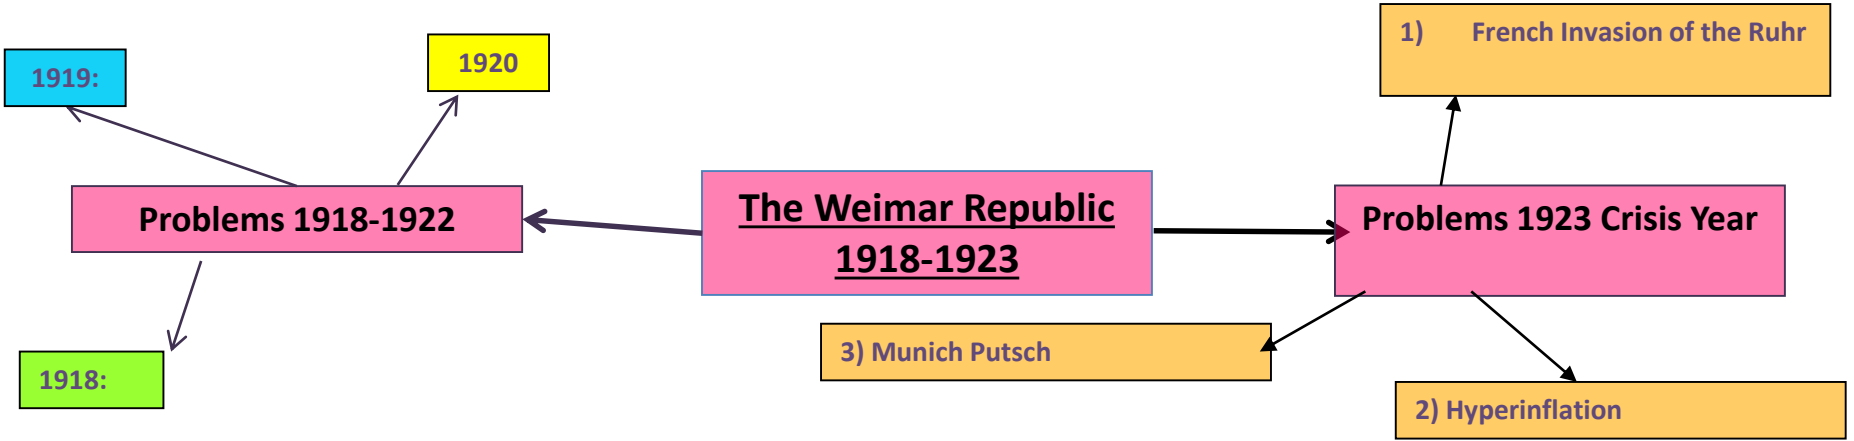 1) French Invasion of the Ruhr
1919:
1920
Problems 1918-1922
The Weimar Republic
1918-1923
Problems 1923 Crisis Year
3) Munich Putsch
1918:
2) Hyperinflation